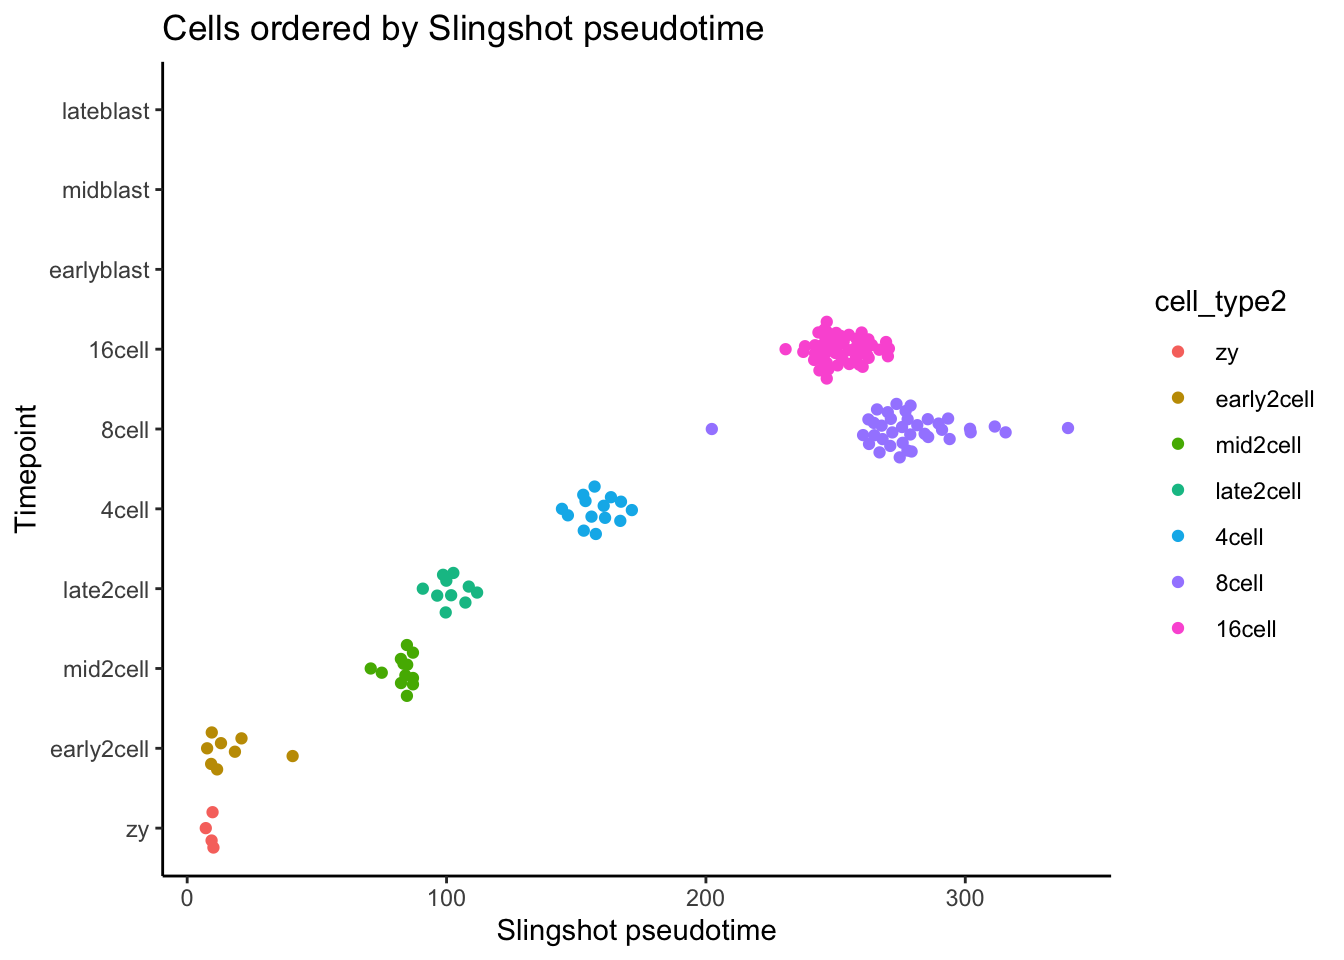 Cells ordered by Slingshot pseudotime
lateblast
midblast
earlyblast
16cell
8cell
4cell
late2cell
mid2cell
early2cell
zy
Timepoint
0 100 200 300
Slingshot pseudotime
cell_type2
zy
early2cell
mid2cell
late2cell
4cell
8cell
16cell